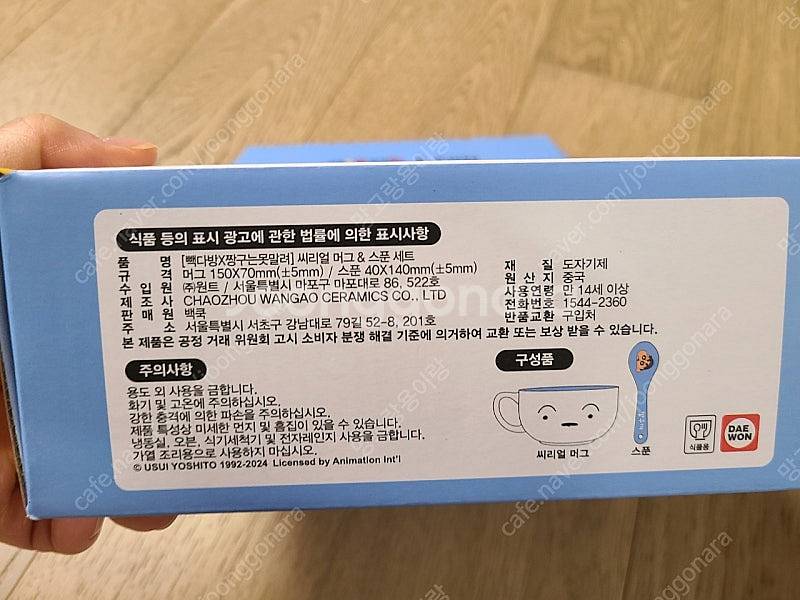 식품 등의 표시 광고에 관한 법률에 의한 표시사항
품 명 [빽다방X짱구는못말려] 씨리얼 머그 & 스푼 세트
규 격 머그 150X70mm(±5mm) / 스푼 40X140mm(±5mm)
수 입 원 ㈜원트 / 서울특별시 마포구 마포대로 86, 522호
제 조 사 CHAOZHOU WANGAO CERAMICS CO., LTD
판 매 원 백쿡
주 소 서울특별시 서초구 강남대로 79길 52-8, 201호
재 질 도자기제
원 산 지 중국
사용연령 만 14세 이상
전화번호 1544-2360
반품교환 구입처
본 제품은 공정 거래 위원회 고시 소비자 분쟁 해결 기준에 의거하여 교환 또는 보상 받을 수 있습니다.
주의사항
용도 외 사용을 금합니다.
화기 및 고온에 주의하십시오.
강한 충격에 의한 파손을 주의하십시오.
제품 특성상 미세한 먼지 및 흠집이 있을 수 있습니다.
냉동실, 오븐, 식기세척기 및 전자레인지 사용을 금합니다.
가열 조리용으로 사용하지 마십시오.
© USUI YOSHITO 1992-2024 Licensed by Animation Int'l
구성품
씨리얼 머그
스푼
식품용
DAE
WON
cafe.naver.com/joonggonara
joonggonara